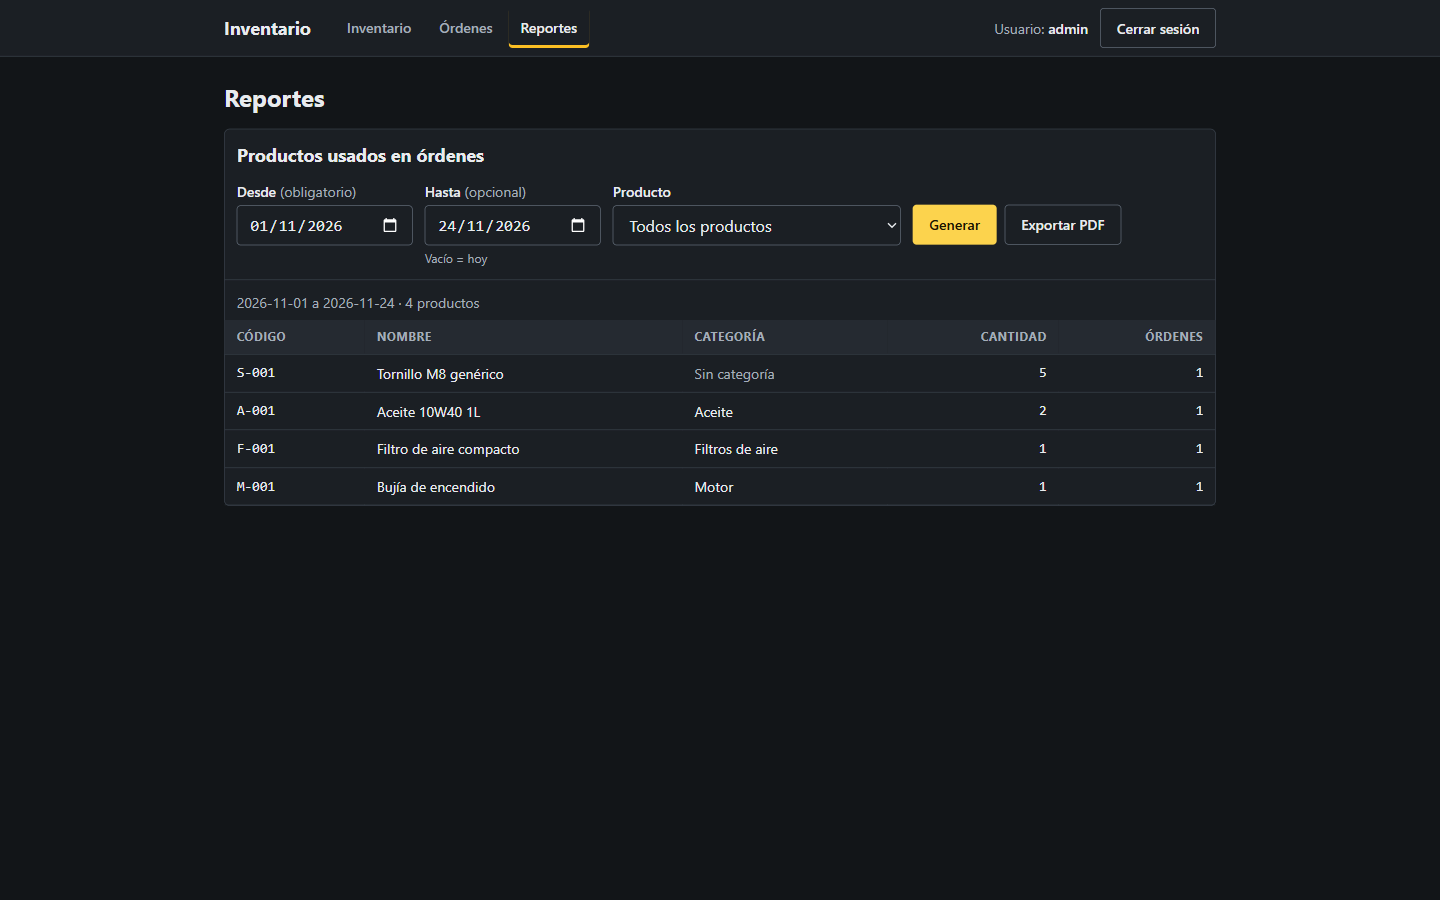 Inventario Inventario Órdenes Reportes Usuario: admin Cerrar sesión
Reportes
Productos usados en órdenes
Desde (obligatorio) Hasta (opcional) Producto
01/11/2026 24/11/2026 Todos los productos Generar Exportar PDF
Vacío = hoy
2026-11-01 a 2026-11-24 · 4 productos
CÓDIGO NOMBRE CATEGORÍA CANTIDAD ÓRDENES
S-001 Tornillo M8 genérico Sin categoría 5 1
A-001 Aceite 10W40 1L Aceite 2 1
F-001 Filtro de aire compacto Filtros de aire 1 1
M-001 Bujía de encendido Motor 1 1